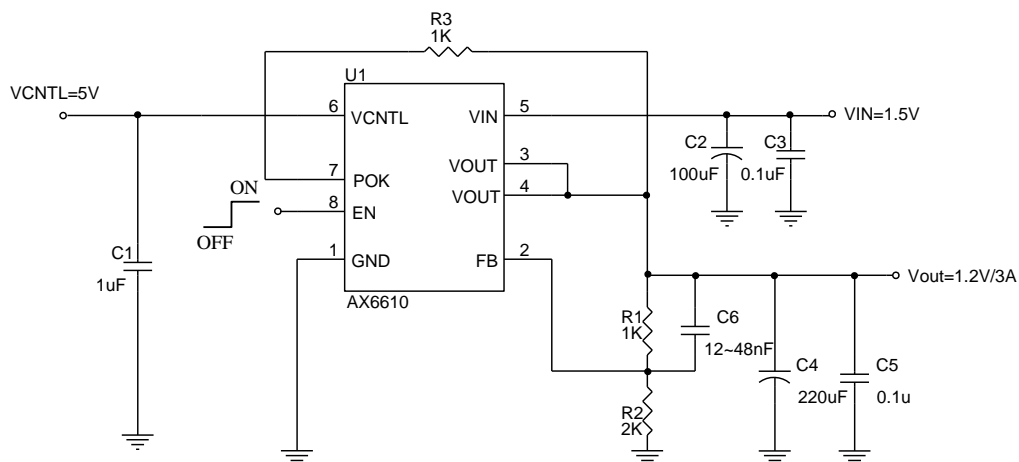 R3
1K
U1
VCNTL=5V
6
VCNTL
VIN
5
VIN=1.5V
C2
100uF
C3
0.1uF
VOUT
3
7
POK
VOUT
4
ON
OFF
8
EN
1
GND
FB
2
C1
1uF
AX6610
Vout=1.2V/3A
R1
1K
C6
12~48nF
C4
220uF
C5
0.1u
R2
2K